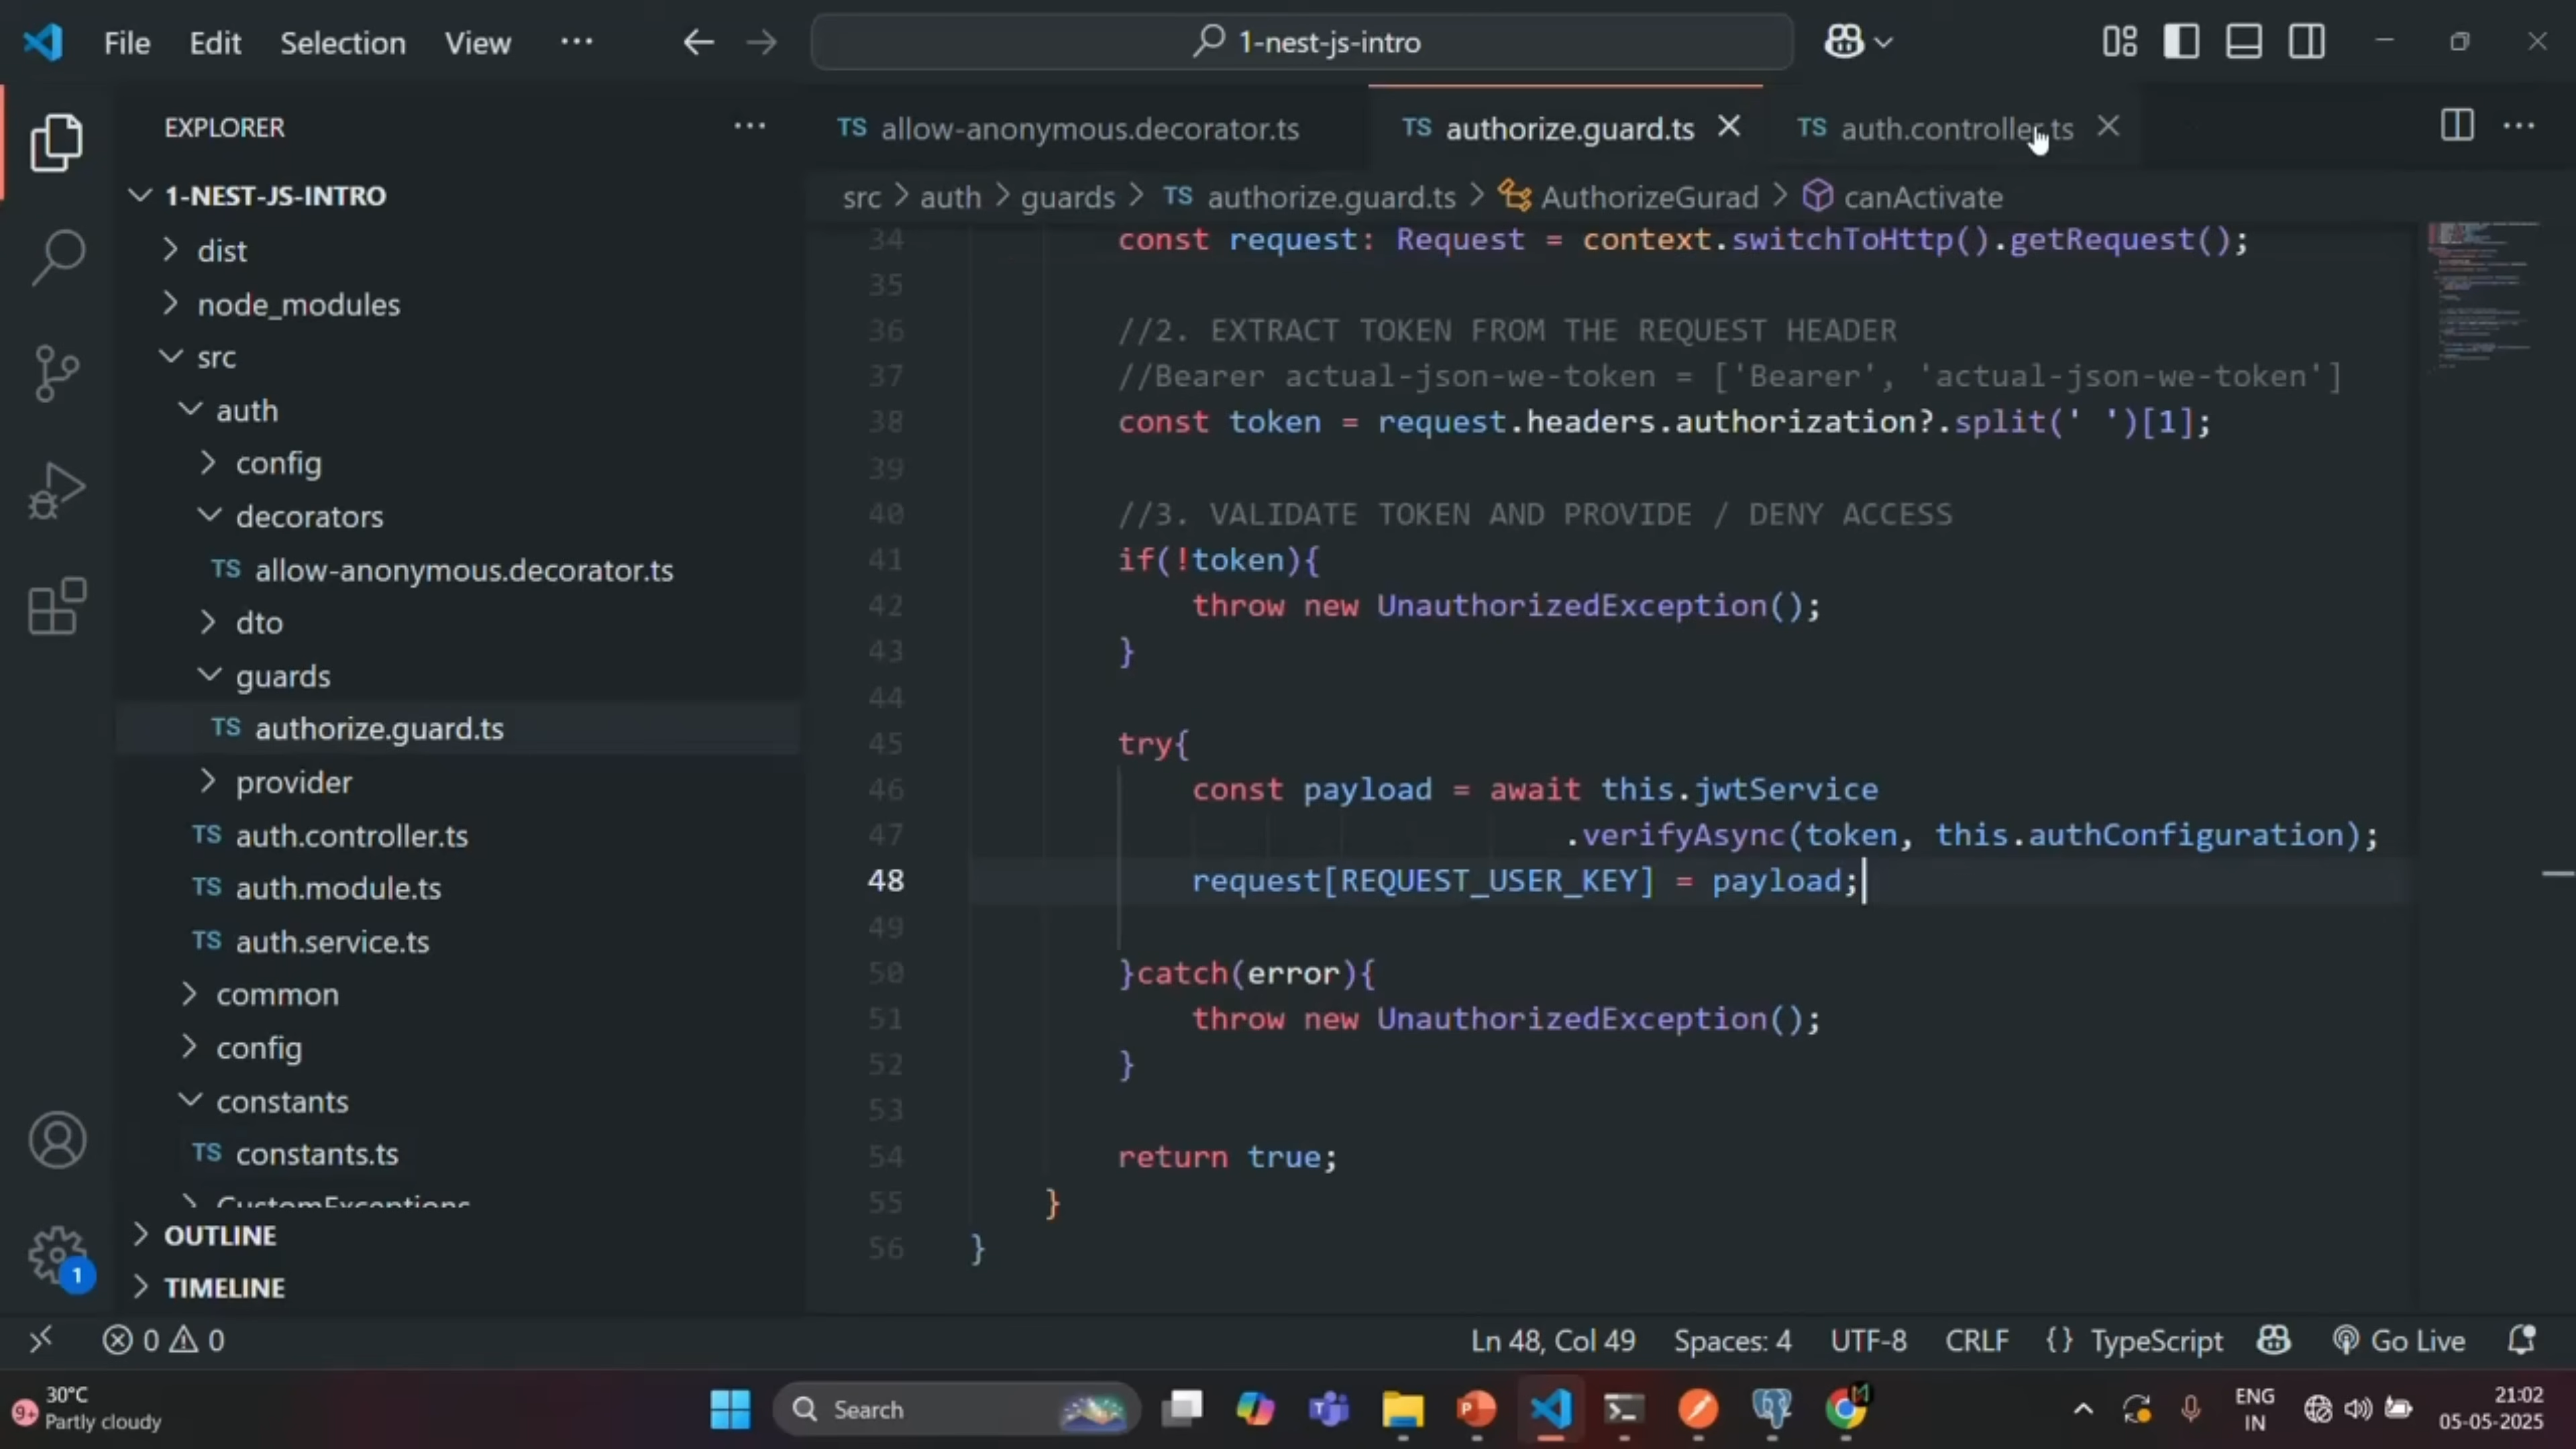 File Edit Selection View ··· 1-nest-js-intro
EXPLORER ···
1-NEST-JS-INTRO
dist
node_modules
src
auth
config
decorators
TS allow-anonymous.decorator.ts
dto
guards
TS authorize.guard.ts
provider
TS auth.controller.ts
TS auth.module.ts
TS auth.service.ts
common
config
constants
TS constants.ts
CustomExceptions
OUTLINE
TIMELINE
TS allow-anonymous.decorator.ts TS authorize.guard.ts TS auth.controller.ts
src > auth > guards > TS authorize.guard.ts > AuthorizeGurad > canActivate
34 const request: Request = context.switchToHttp().getRequest();
35
36 //2. EXTRACT TOKEN FROM THE REQUEST HEADER
37 //Bearer actual-json-we-token = ['Bearer', 'actual-json-we-token']
38 const token = request.headers.authorization?.split(' ')[1];
39
40 //3. VALIDATE TOKEN AND PROVIDE / DENY ACCESS
41 if(!token){
42 throw new UnauthorizedException();
43 }
44
45 try{
46 const payload = await this.jwtService
47 .verifyAsync(token, this.authConfiguration);
48 request[REQUEST_USER_KEY] = payload;
49
50 }catch(error){
51 throw new UnauthorizedException();
52 }
53
54 return true;
55 }
56 }
1
0 0 Ln 48, Col 49 Spaces: 4 UTF-8 CRLF {} TypeScript Go Live
9+ 30°C
Partly cloudy
Search
ENG
IN
21:02
05-05-2025